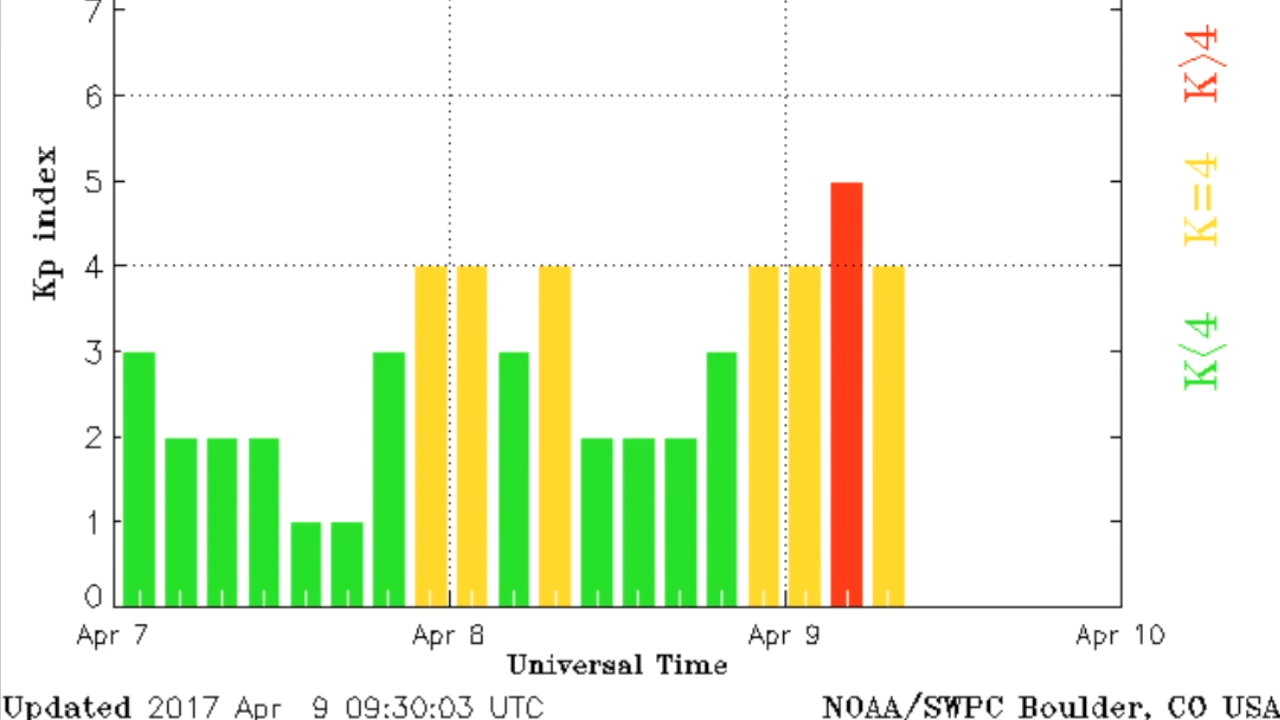 7
K>4
6
Kp index
5
K=4
4
3
K<4
2
1
0
Apr 7 Apr 8 Apr 9 Apr 10
Universal Time
Updated 2017 Apr 9 09:30:03 UTC NOAA/SWPC Boulder, CO USA